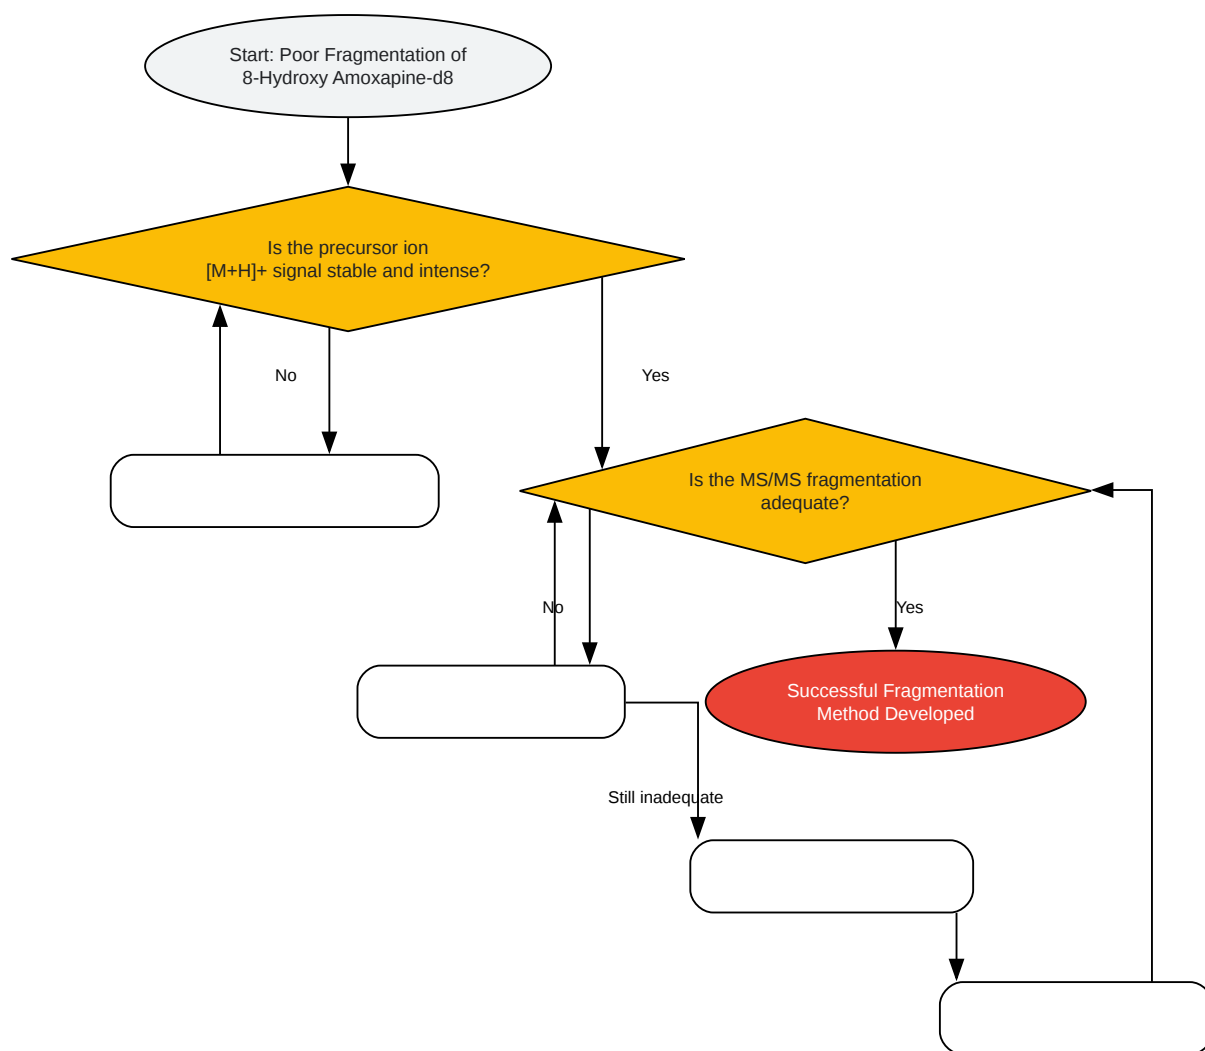 Start: Poor Fragmentation of
8-Hydroxy Amoxapine-d8
Is the precursor ion
[M+H]+ signal stable and intense?
No
Yes
Is the MS/MS fragmentation
adequate?
No
Yes
Successful Fragmentation
Method Developed
Still inadequate